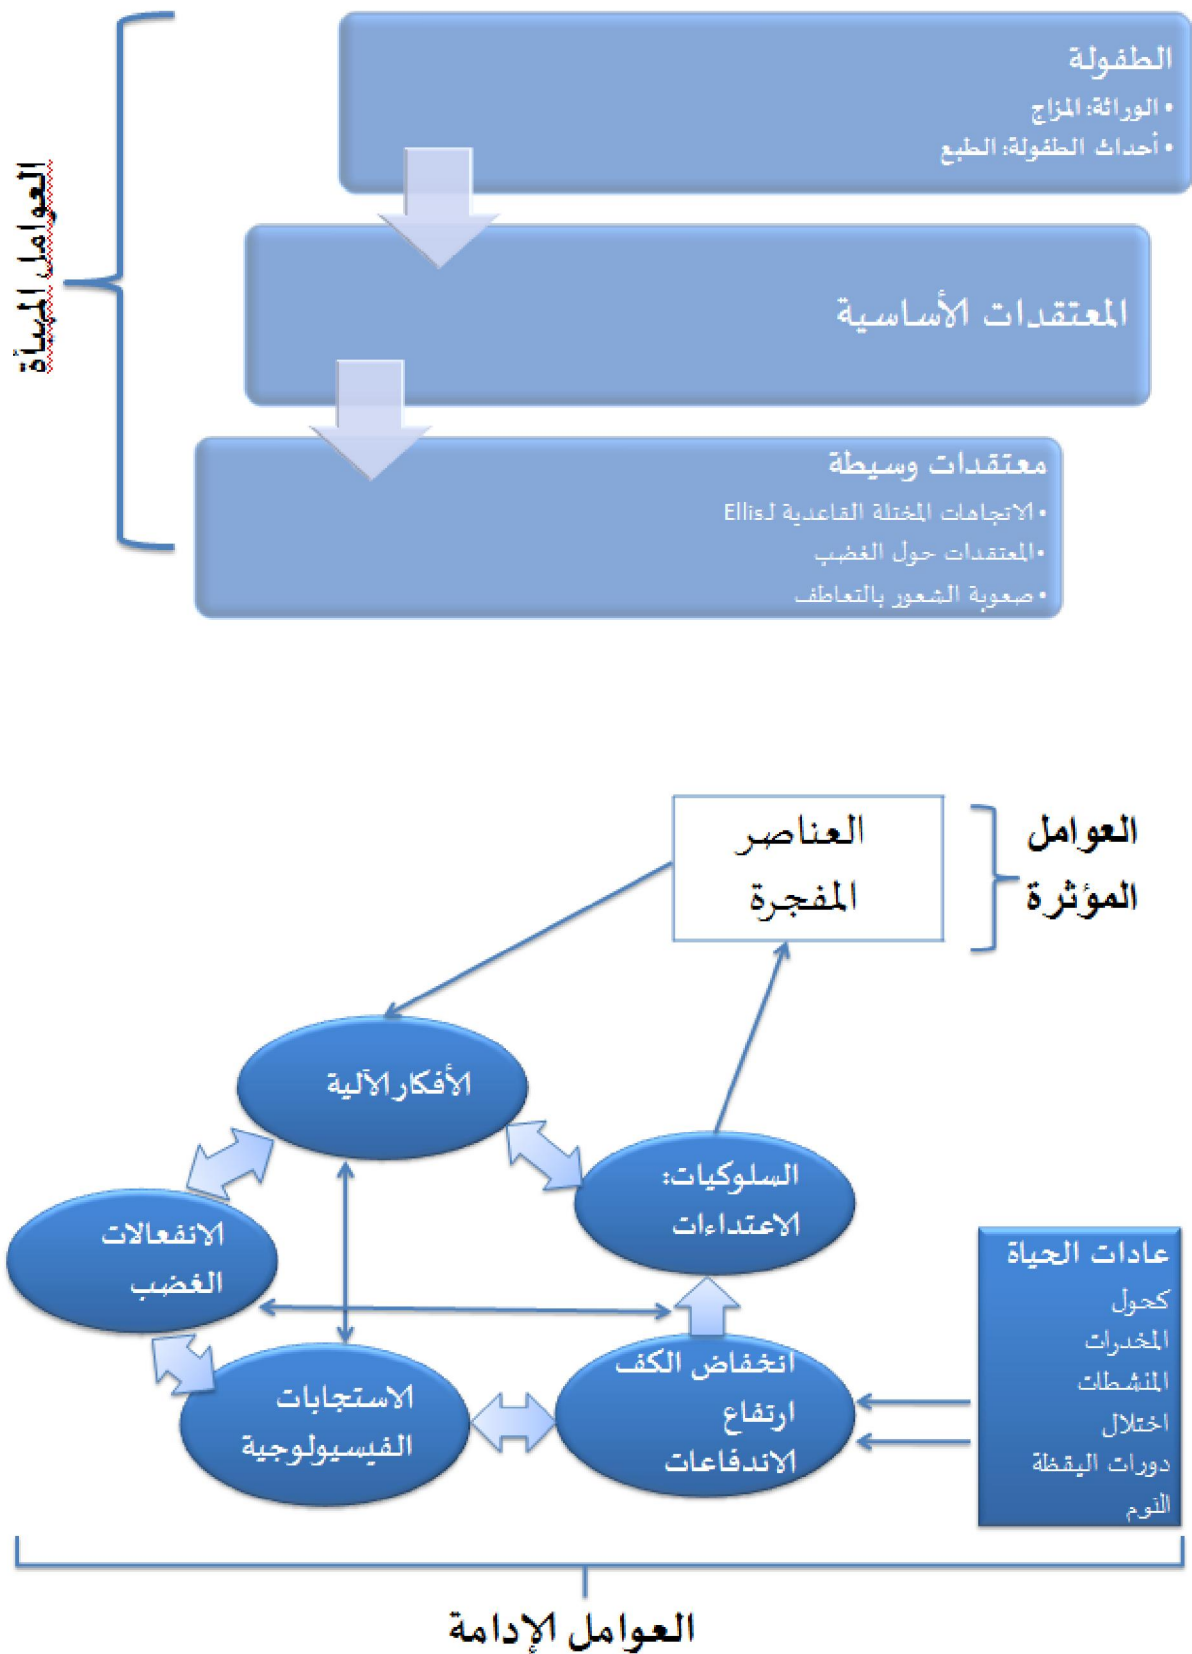 الطفولة
• الوراثة: المزاج
• أحداث الطفولة: الطبع
العوامل المهيأة
المعتقدات الأساسية
معتقدات وسيطة
• الاتجاهات المختلة القاعدية لـEllis
•المعتقدات حول الغضب
• صعوبة الشعور بالتعاطف
العوامل
المؤثرة
العناصر
المفجرة
الأفكار الآلية
السلوكيات:
الاعتداءات
الانفعالات
الغضب
عادات الحياة
كحول
المخدرات
المنشطات
اختلال
دورات اليقظة
النوم
انخفاض الكف
ارتفاع
الاندفاعات
الاستجابات
الفيسيولوجية
العوامل الإدامة